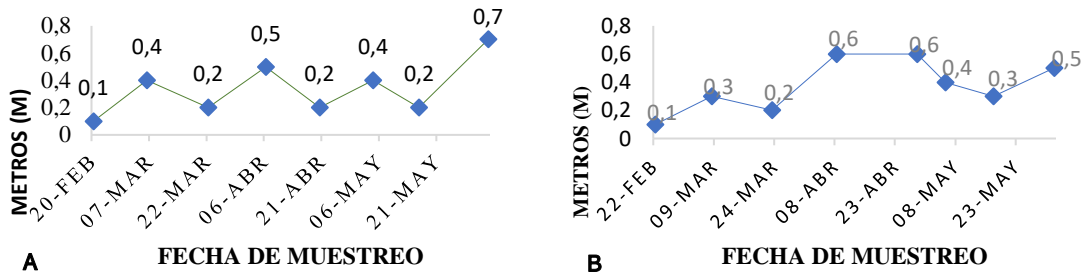 0,8
0,6
0,4
0,2
0
METROS (M)
0,1
0,4
0,2
0,5
0,2
0,4
0,2
0,7
20-FEB
07-MAR
22-MAR
06-ABR
21-ABR
06-MAY
21-MAY
FECHA DE MUESTREO
A
0,8
0,6
0,4
0,2
0
METROS (M)
0,1
0,3
0,2
0,6
0,6
0,4
0,3
0,5
22-FEB
09-MAR
24-MAR
08-ABR
23-ABR
08-MAY
23-MAY
FECHA DE MUESTREO
B